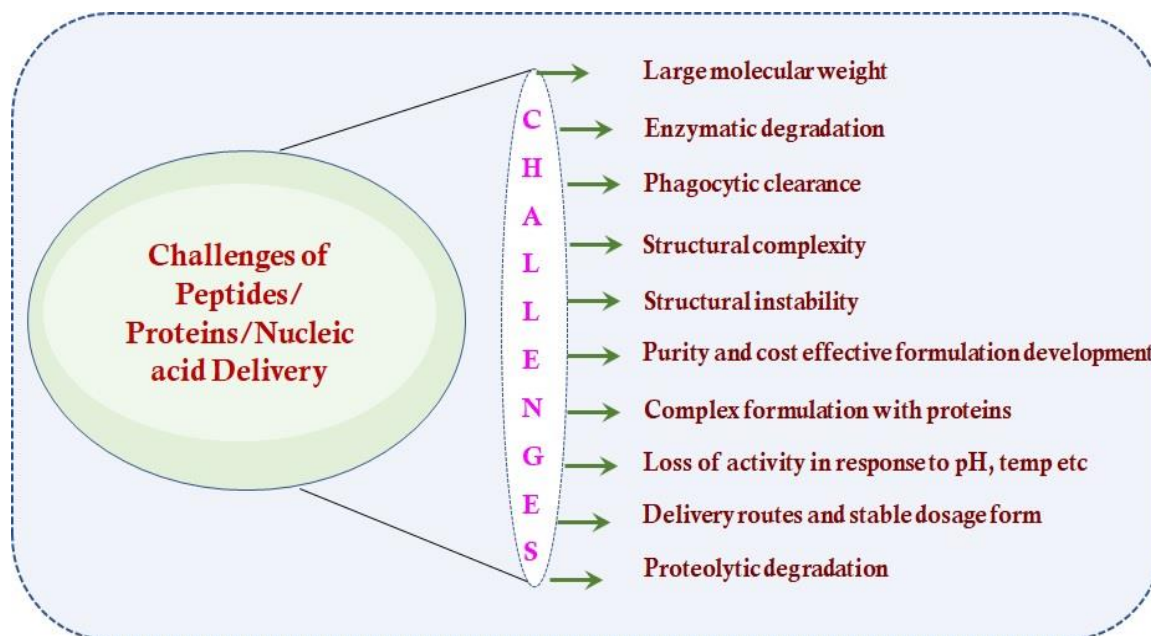 Challenges of
Peptides/
Proteins/Nucleic
acid Delivery
C
H
A
L
L
E
N
G
E
S
Large molecular weight
Enzymatic degradation
Phagocytic clearance
Structural complexity
Structural instability
Purity and cost effective formulation development
Complex formulation with proteins
Loss of activity in response to pH, temp etc
Delivery routes and stable dosage form
Proteolytic degradation